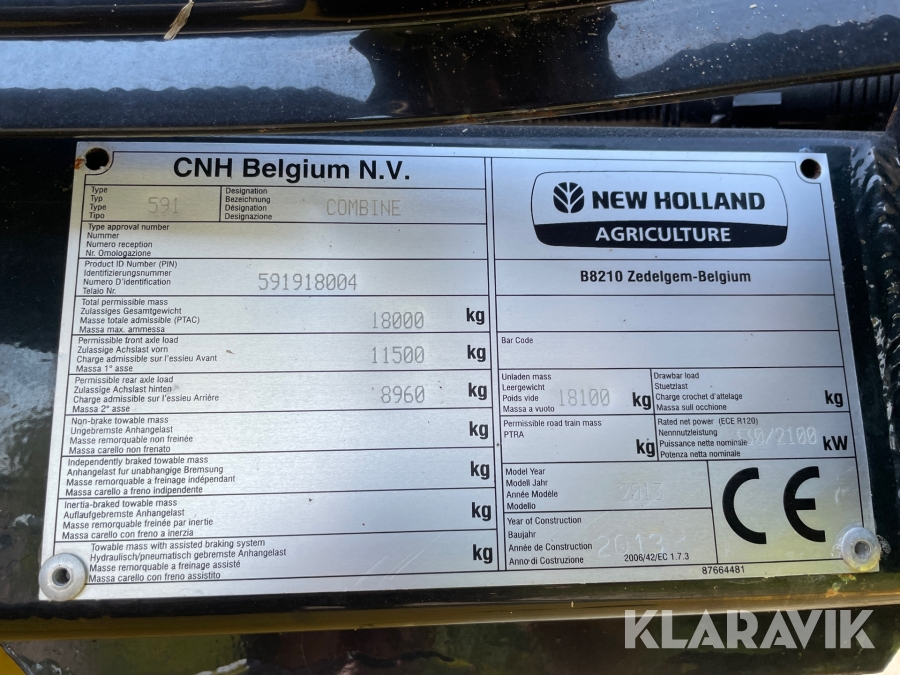 CNH Belgium N.V.
Type
Typ
Type
Tipo
591
Designation
Bezeichnung
Désignation
Designazione
COMBINE
Type approval number
Nummer
Numero reception
Nr. Omologazione
Product ID Number (PIN)
Identifizierungsnummer
Numero D'identification
Telaio Nr.
591918004
Total permissible mass
Zulassiges Gesamtgewicht
Masse totale admissible (PTAC)
Massa max. ammessa
18000 kg
Permissible front axle load
Zulassige Achslast vorn
Charge admissible sur l'essieu Avant
Massa 1° asse
11500 kg
Permissible rear axle load
Zulassige Achslast hinten
Charge admissible sur l'essieu Arrière
Massa 2° asse
8960 kg
Non-brake towable mass
Ungebremste Anhangelast
Masse remorquable non freinée
Massa carello non frenato
kg
Independently braked towable mass
Anhangelast fur unabhangige Bremsung
Masse remorquable a freinage indépendant
Massa carello a freno indipendente
kg
Inertia-braked towable mass
Auflaufgebremste Anhangelast
Masse remorquable freinée par inertie
Massa carello con freno a inerzia
kg
Towable mass with assisted braking system
Hydraulisch/pneumatisch gebremste Anhangelast
Masse remorquable a freinage assisté
Massa carello con freno assistito
kg
NEW HOLLAND
AGRICULTURE
B8210 Zedelgem-Belgium
Bar Code
Unladen mass
Leergewicht
Poids vide
Massa a vuoto
18100 kg
Drawbar load
Stuetzlast
Charge crochet d'attelage
Massa sull occhione
kg
Permissible road train mass
PTRA
kg
Rated net power (ECE R120)
Nennnutzleistung
Puissance nette nominale
Potenza netta nominale
30/2100 kW
Model Year
Modell Jahr
Année Modèle
Modello
2013
Year of Construction
Baujahr
Année de Construction
Anno di Costruzione
2013
2006/42/EC 1.7.3
CE
87664481
KLARAVIK